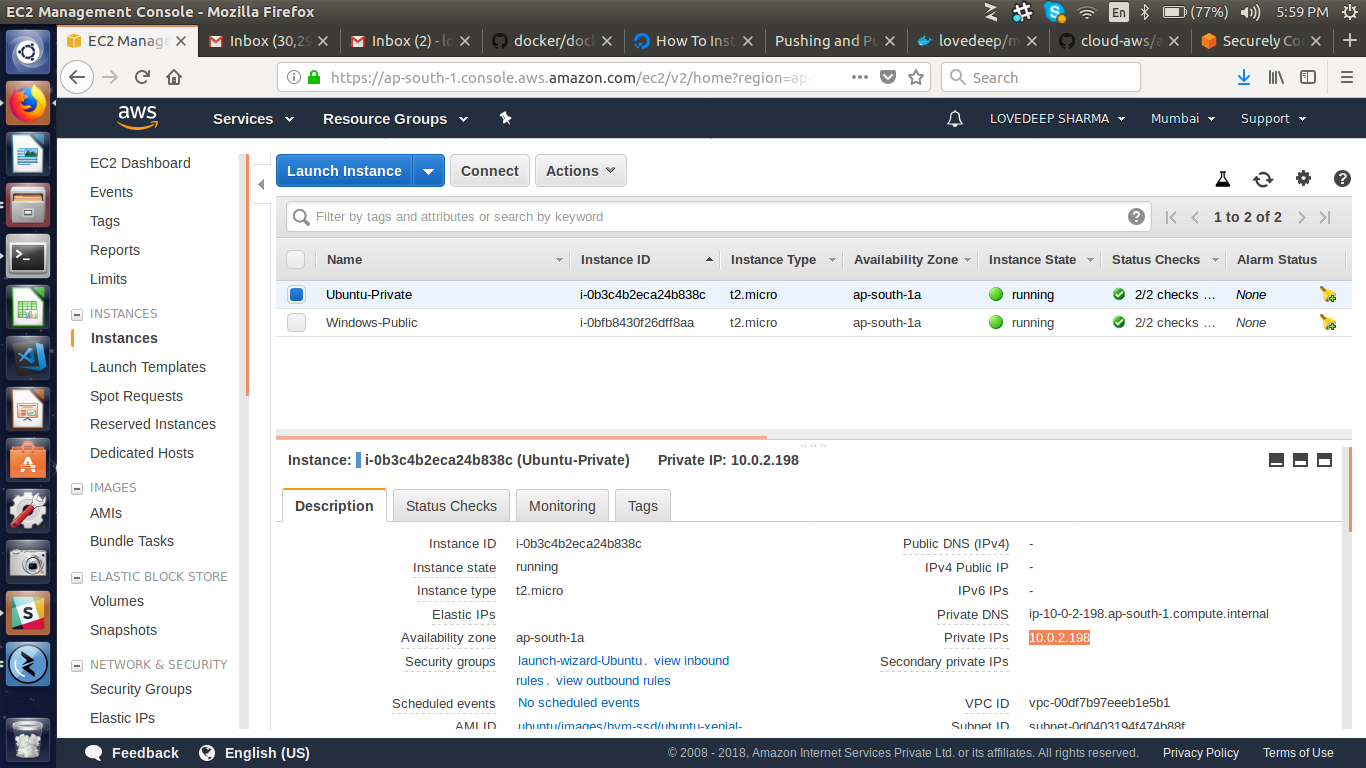 EC2 Management Console - Mozilla Firefox
En
(77%)
5:59 PM
EC2 Manage
Inbox (30,29
Inbox (2) - lo
docker/dock
How To Inst
Pushing and Pu
lovedeep/m
cloud-aws/a
Securely Co
https://ap-south-1.console.aws.amazon.com/ec2/v2/home?region=ap-
Search
aws
Services
Resource Groups
LOVEDEEP SHARMA
Mumbai
Support
EC2 Dashboard
Events
Tags
Reports
Limits
INSTANCES
Instances
Launch Templates
Spot Requests
Reserved Instances
Dedicated Hosts
IMAGES
AMIs
Bundle Tasks
ELASTIC BLOCK STORE
Volumes
Snapshots
NETWORK & SECURITY
Security Groups
Elastic IPs
Launch Instance
Connect
Actions
Filter by tags and attributes or search by keyword
1 to 2 of 2
Name Instance ID Instance Type Availability Zone Instance State Status Checks Alarm Status
Ubuntu-Private i-0b3c4b2eca24b838c t2.micro ap-south-1a running 2/2 checks ... None
Windows-Public i-0bfb8430f26dff8aa t2.micro ap-south-1a running 2/2 checks ... None
Instance: i-0b3c4b2eca24b838c (Ubuntu-Private) Private IP: 10.0.2.198
Description Status Checks Monitoring Tags
Instance ID i-0b3c4b2eca24b838c
Instance state running
Instance type t2.micro
Elastic IPs
Availability zone ap-south-1a
Security groups launch-wizard-Ubuntu. view inbound
rules. view outbound rules
Scheduled events No scheduled events
AMI ID ubuntu/images/hvm-ssd/ubuntu-xenial-
Public DNS (IPv4) -
IPv4 Public IP -
IPv6 IPs -
Private DNS ip-10-0-2-198.ap-south-1.compute.internal
Private IPs 10.0.2.198
Secondary private IPs
VPC ID vpc-00df7b97eeeb1e5b1
Subnet ID subnet-0d0403194f474b88f
Feedback
English (US)
© 2008 - 2018, Amazon Internet Services Private Ltd. or its affiliates. All rights reserved.
Privacy Policy
Terms of Use